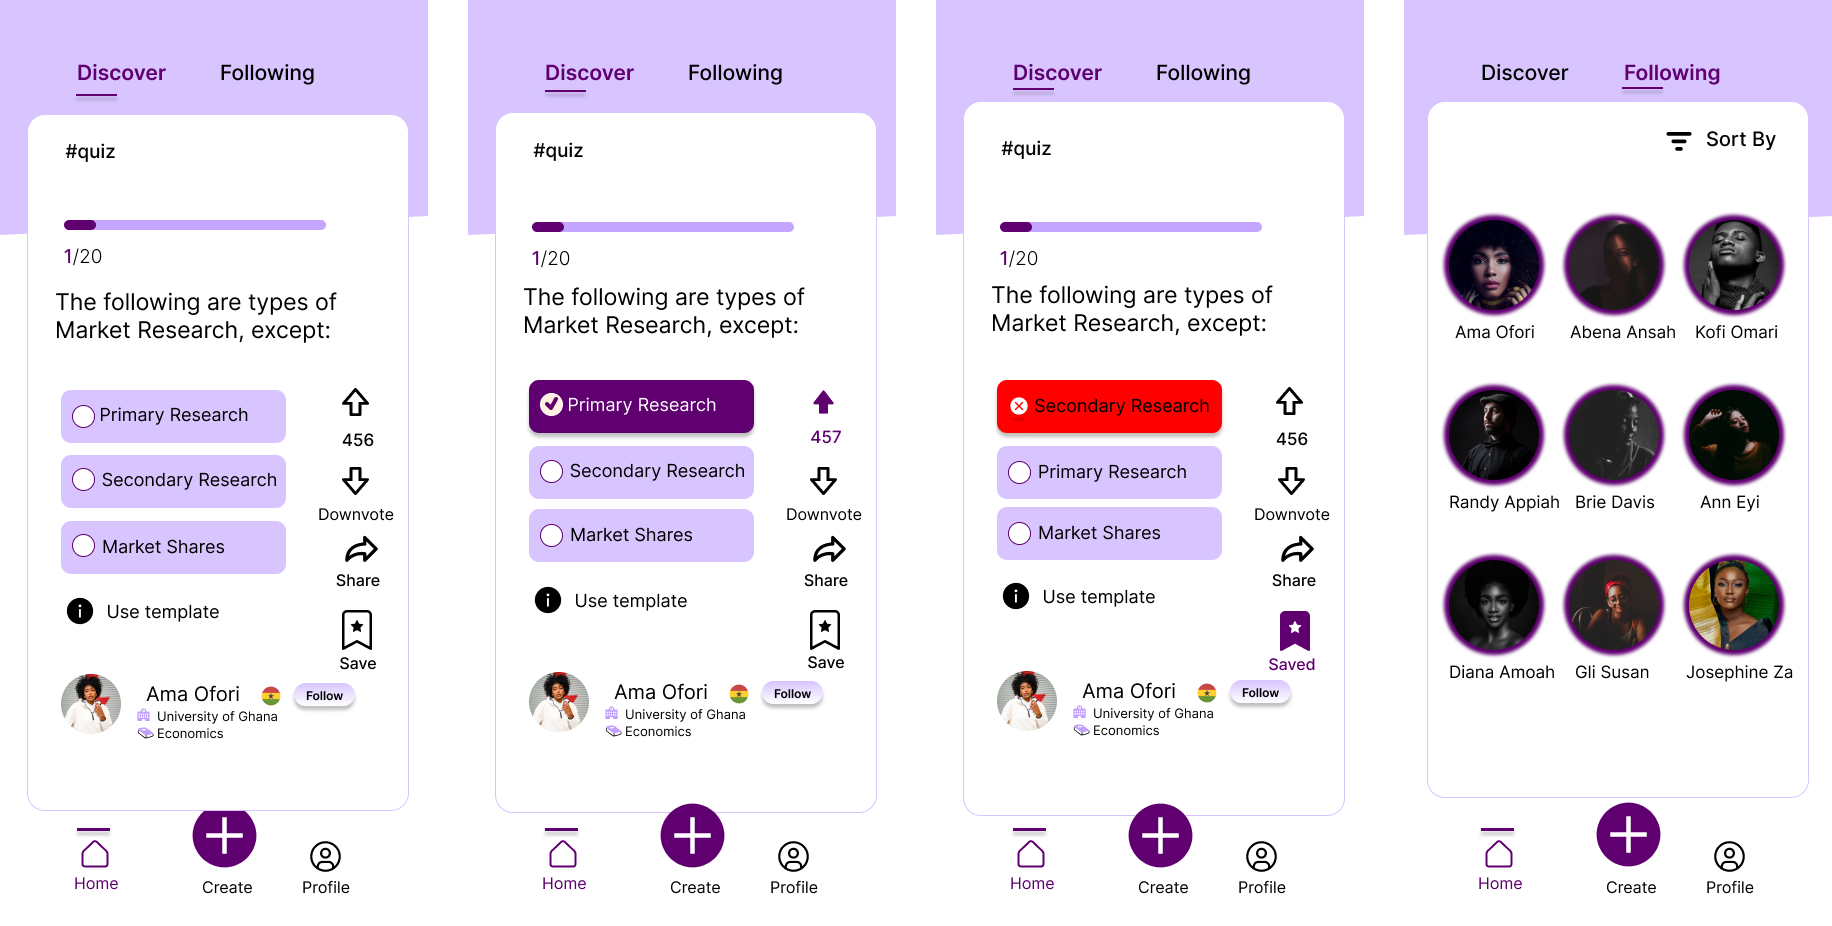 Discover
Following
#quiz
1/20
The following are types of
Market Research, except:
Primary Research
456
Secondary Research
Downvote
Market Shares
Share
Use template
Save
Ama Ofori
Follow
University of Ghana
Economics
Home
Create
Profile
Discover
Following
#quiz
1/20
The following are types of
Market Research, except:
Primary Research
457
Secondary Research
Downvote
Market Shares
Share
Use template
Save
Ama Ofori
Follow
University of Ghana
Economics
Home
Create
Profile
Discover
Following
#quiz
1/20
The following are types of
Market Research, except:
Secondary Research
456
Primary Research
Downvote
Market Shares
Share
Use template
Saved
Ama Ofori
Follow
University of Ghana
Economics
Home
Create
Profile
Discover
Following
Sort By
Ama Ofori
Abena Ansah
Kofi Omari
Randy Appiah
Brie Davis
Ann Eyi
Diana Amoah
Gli Susan
Josephine Za
Home
Create
Profile